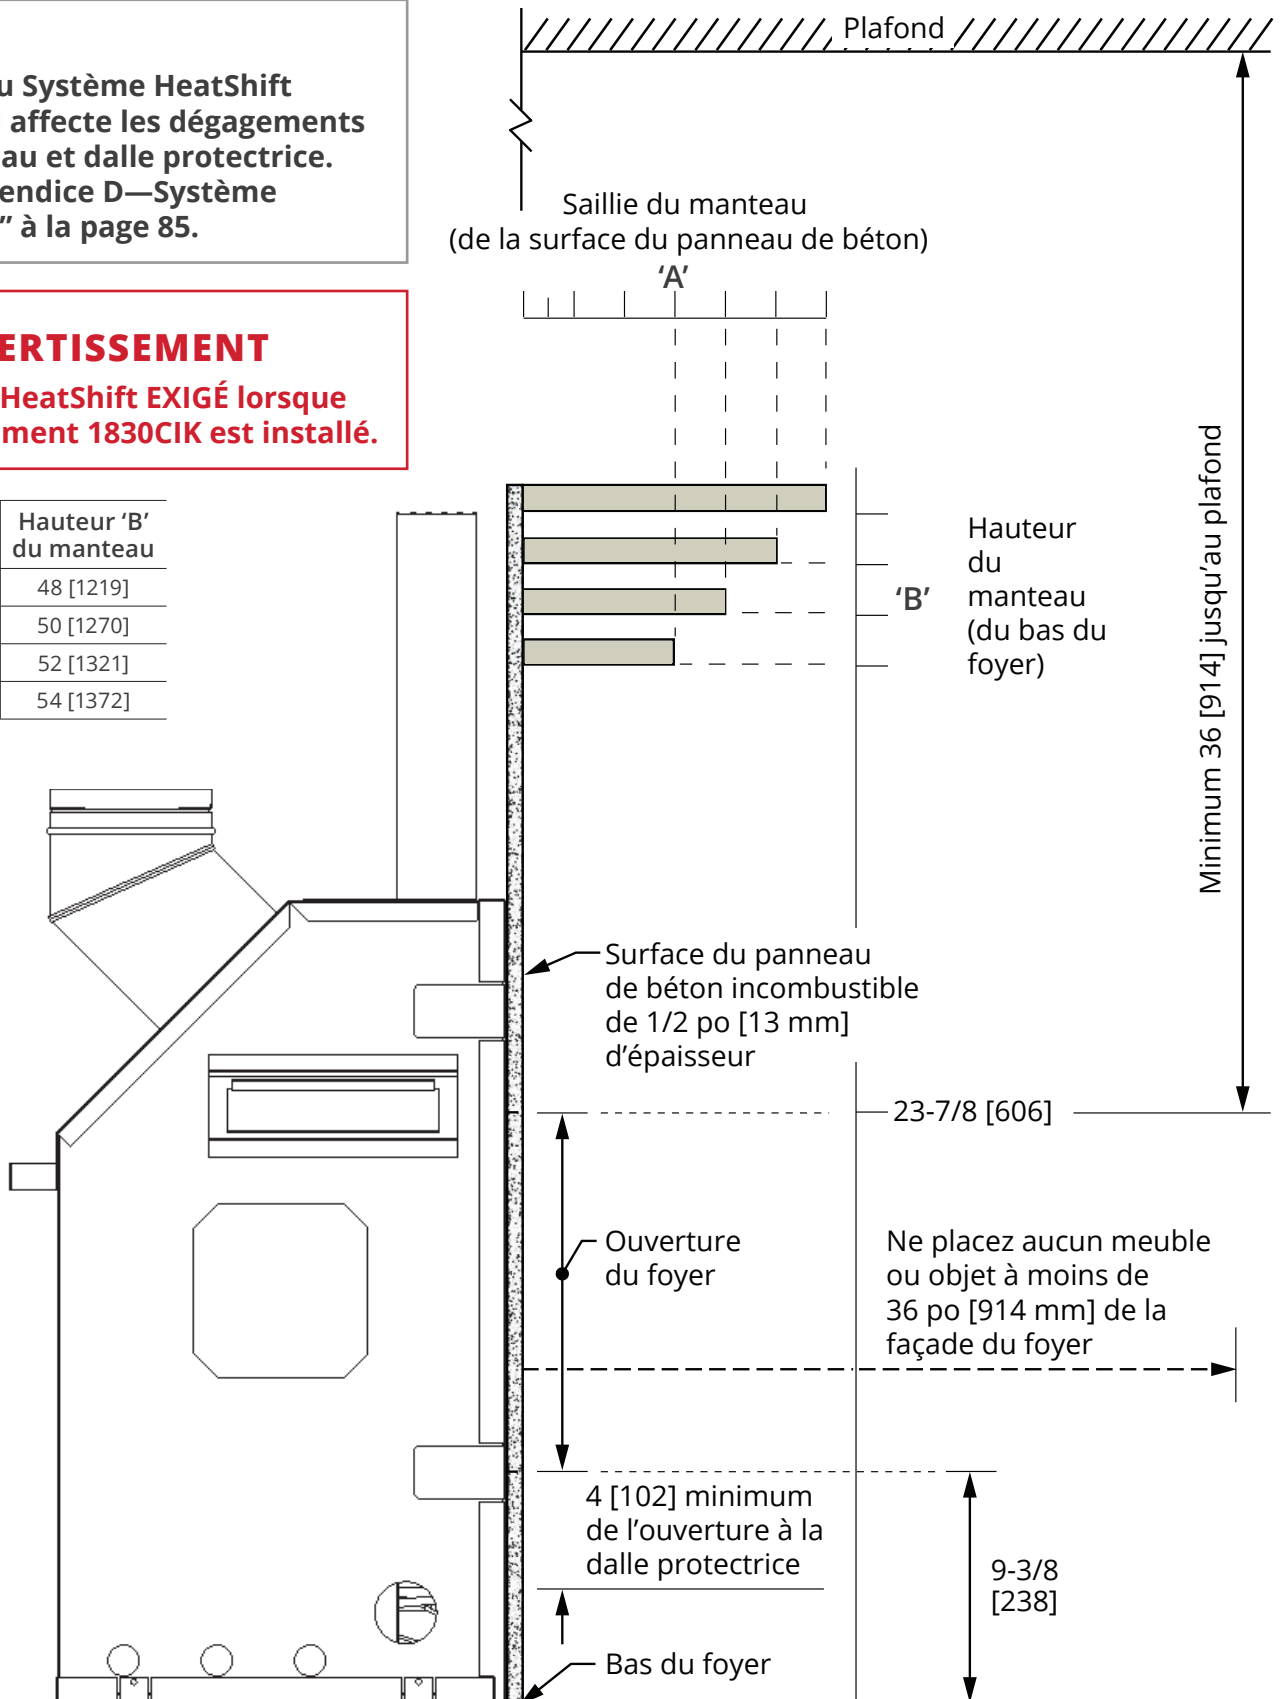 u Système HeatShift
affecte les dégagements
au et dalle protectrice.
endice D—Système
” à la page 85.
ERTISSEMENT
HeatShift EXIGÉ lorsque
ment 1830CIK est installé.
Hauteur ‘B’
du manteau
48 [1219]
50 [1270]
52 [1321]
54 [1372]
Plafond
Saillie du manteau
(de la surface du panneau de béton)
‘A’
Hauteur
du
manteau
(du bas du
foyer)
‘B’
Minimum 36 [914] jusqu’au plafond
Surface du panneau
de béton incombustible
de 1/2 po [13 mm]
d’épaisseur
23-7/8 [606]
Ouverture
du foyer
Ne placez aucun meuble
ou objet à moins de
36 po [914 mm] de la
façade du foyer
4 [102] minimum
de l’ouverture à la
dalle protectrice
9-3/8
[238]
Bas du foyer